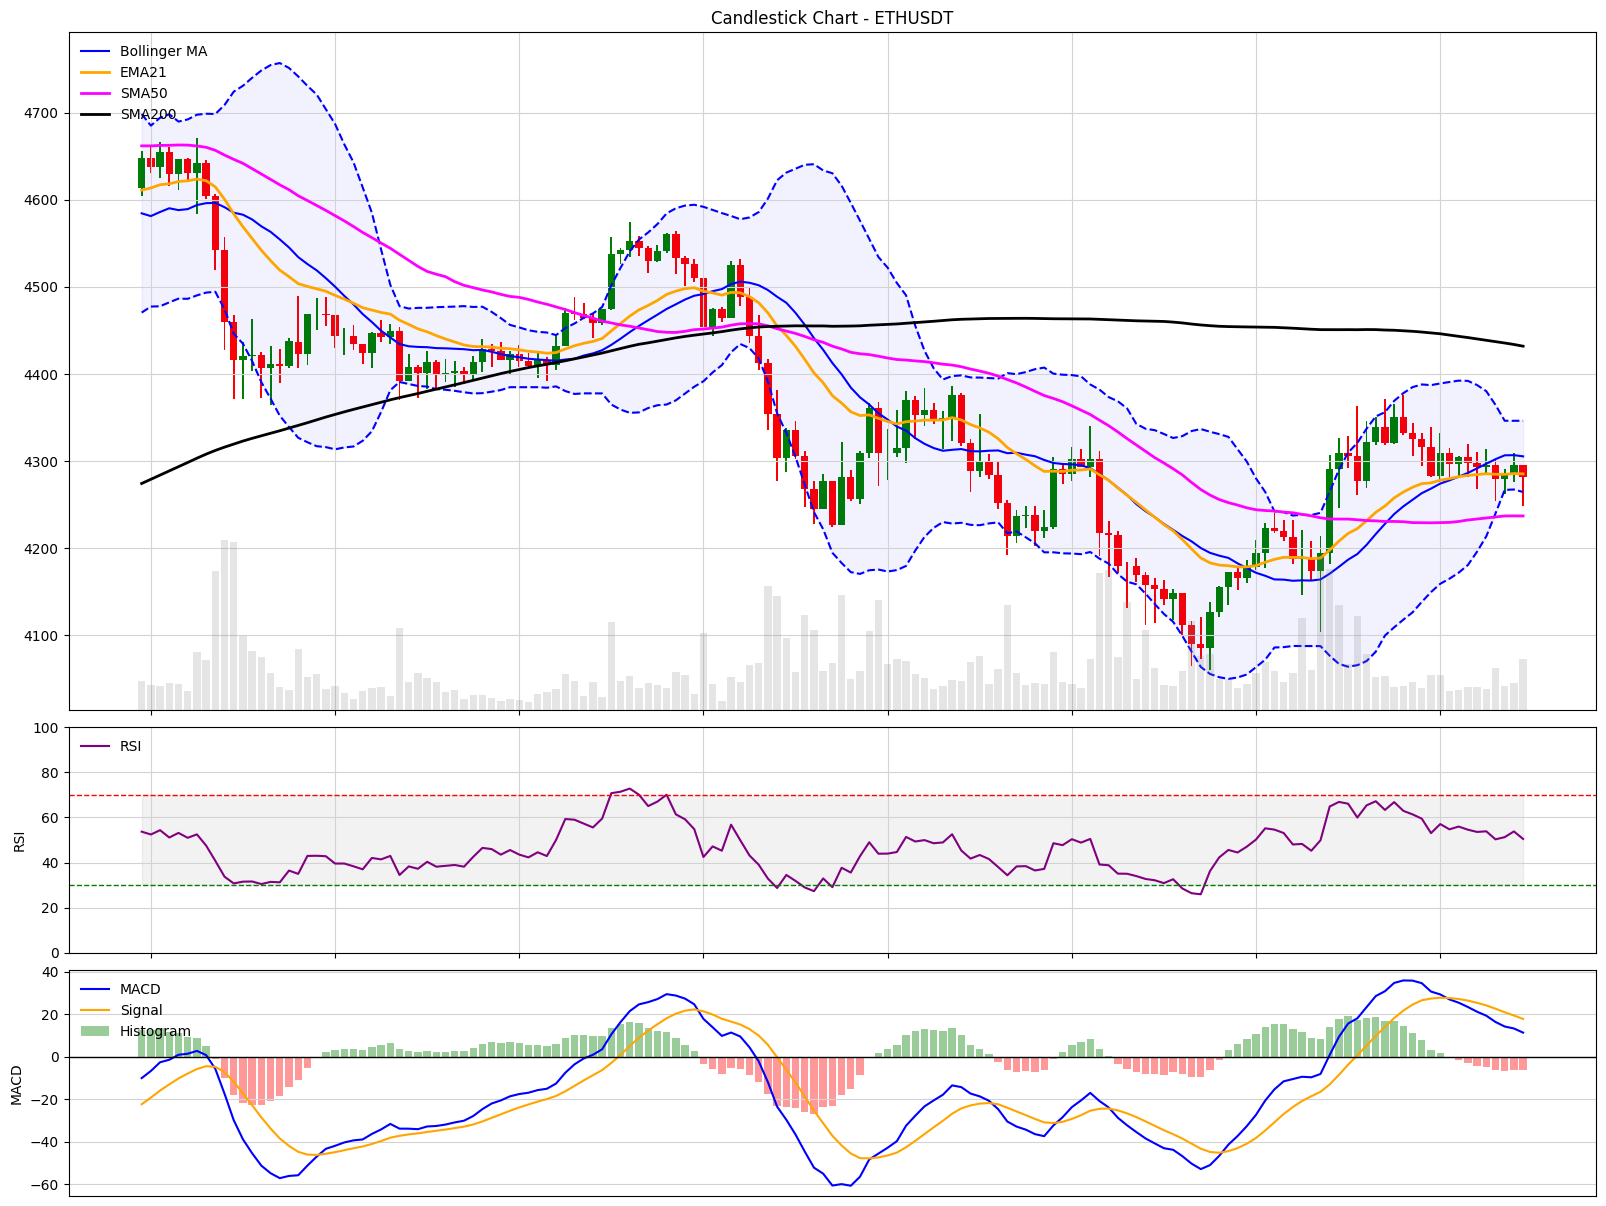 Candlestick Chart - ETHUSDT
Bollinger MA
EMA21
SMA50
SMA200
4700
4600
4500
4400
4300
4200
4100
RSI
100
80
60
40
20
0
RSI
MACD
Signal
Histogram
40
20
0
−20
−40
−60
MACD